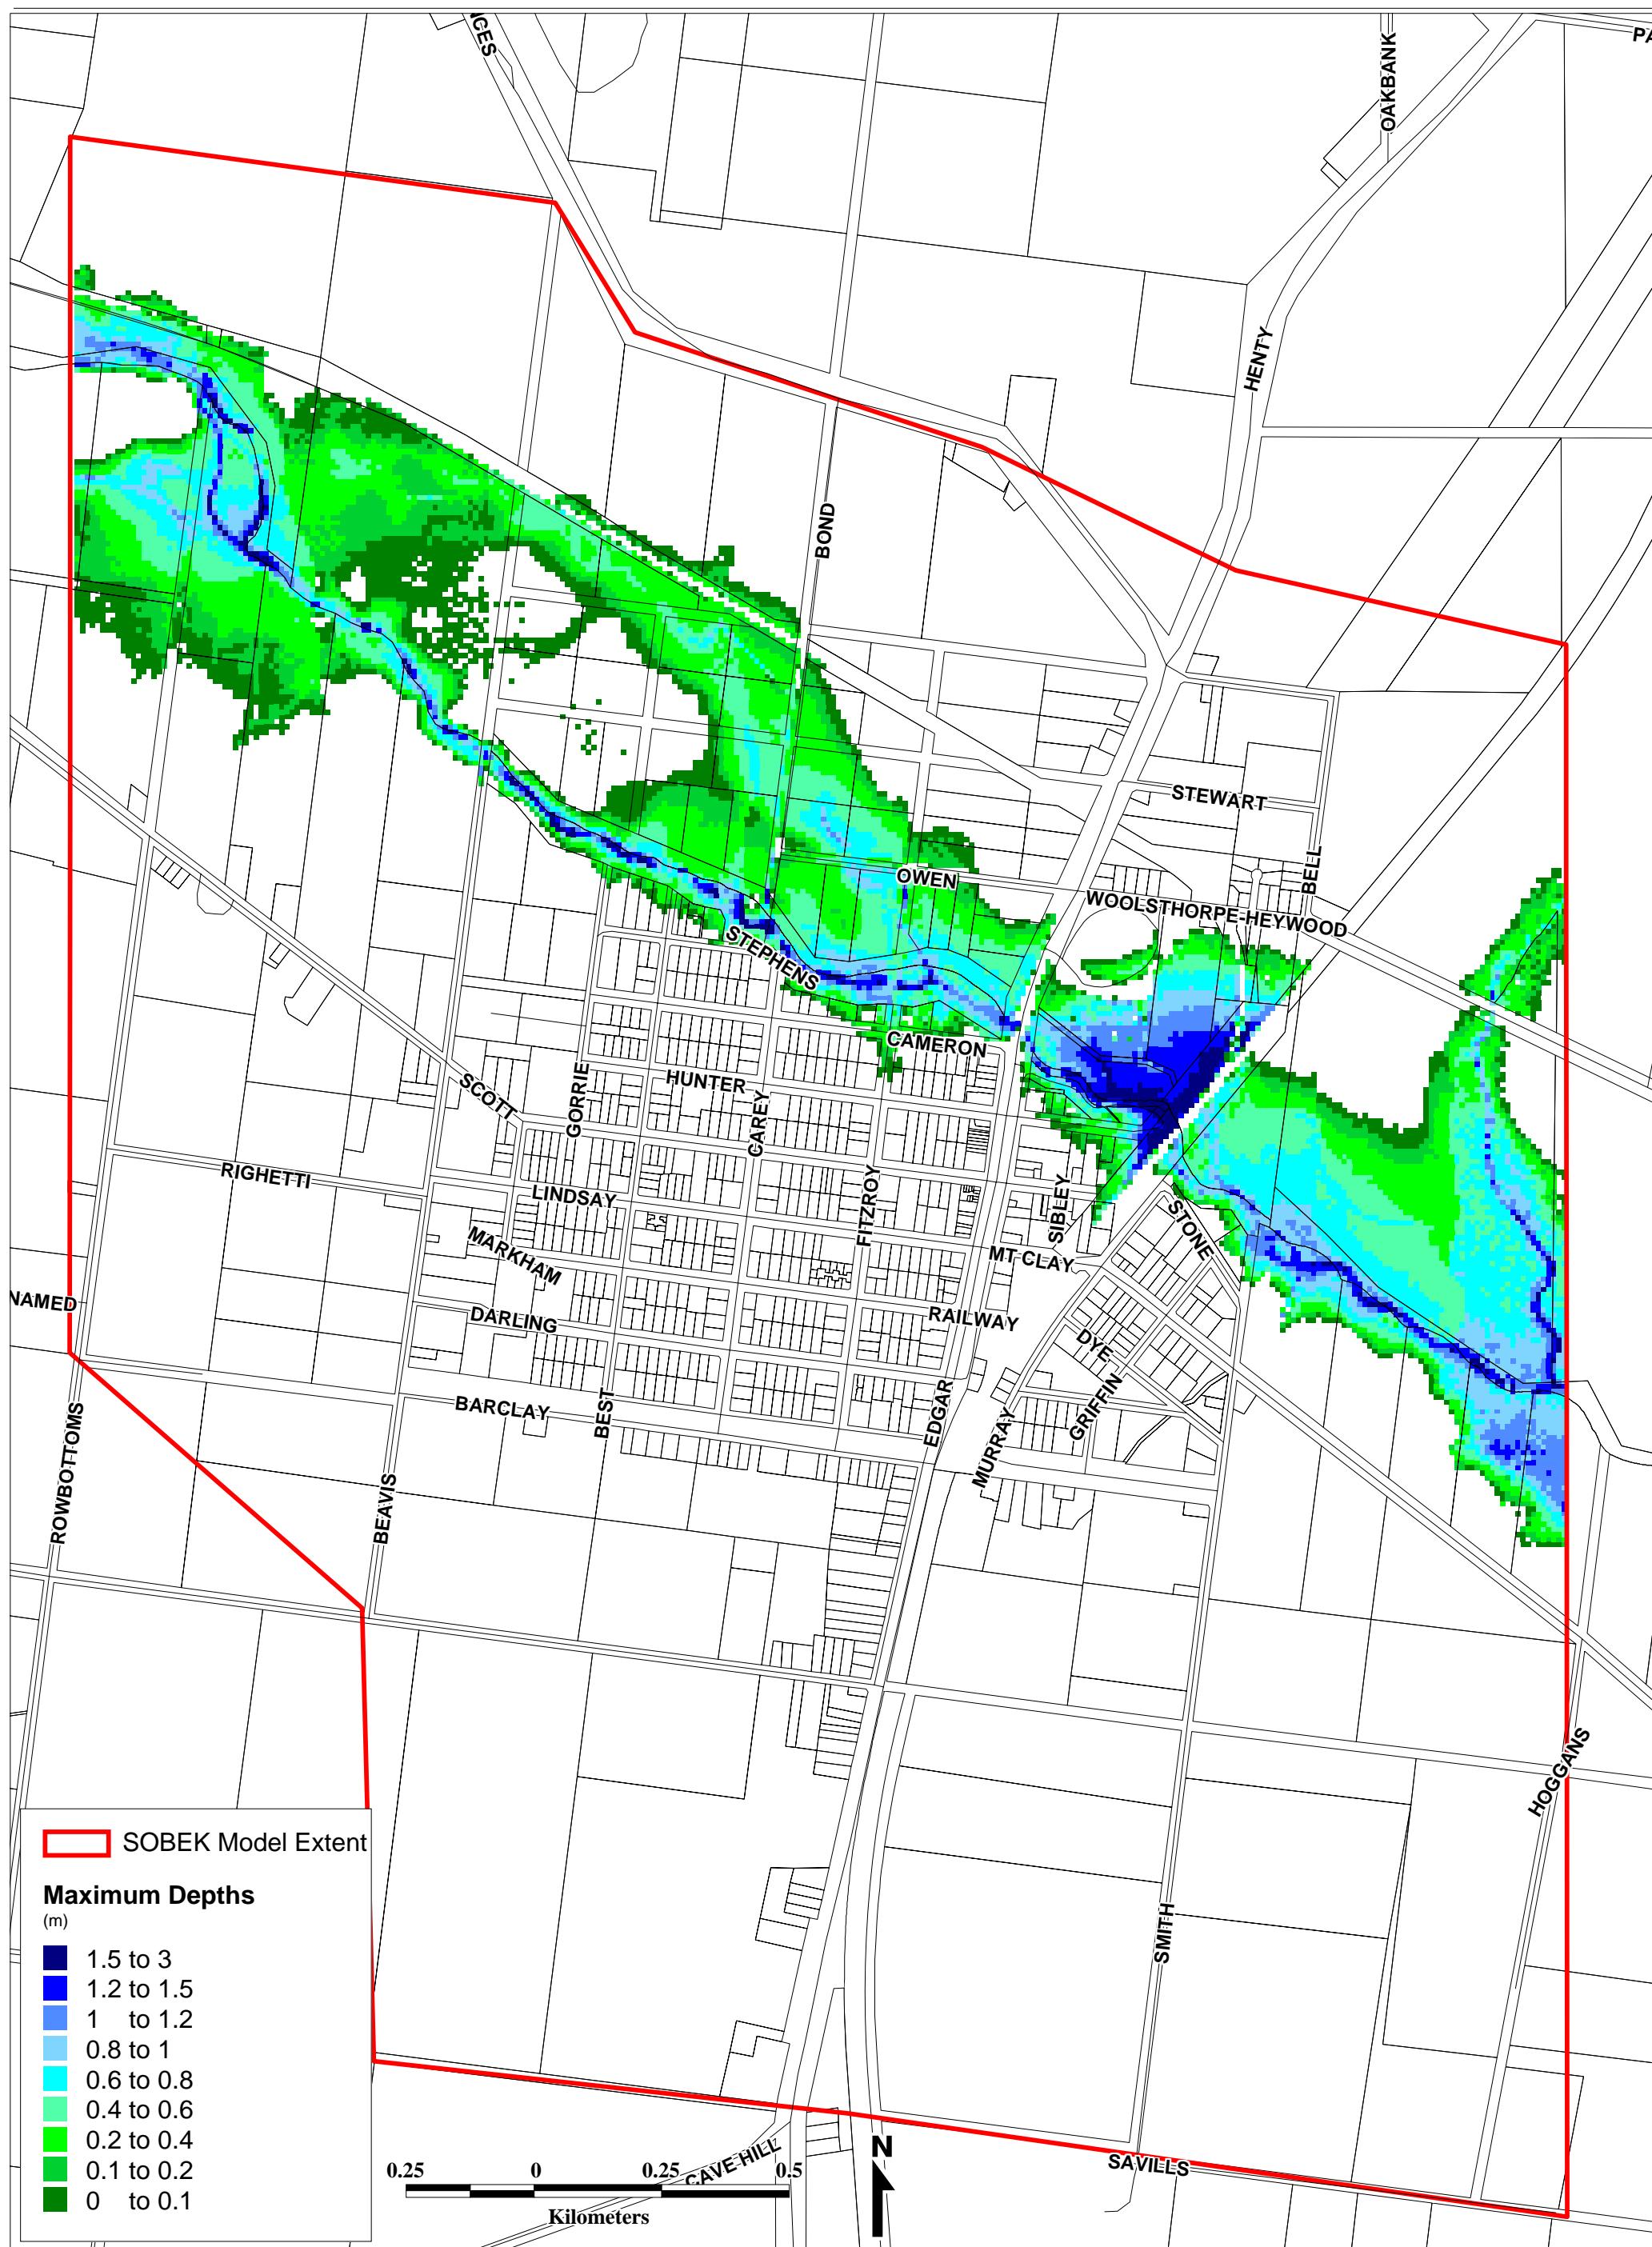 NCES
OAKBANK
PA
HENTY
BOND
STEWART
BELL
OWEN
WOOLSTHORPE-HEYWOOD
STEPHENS
CAMERON
HUNTER
SCOTT
GORRIE
CAREY
RIGHETTI
LINDSAY
FITZROY
SIBLEY
STONE
MARKHAM
MT CLAY
NAMED
DARLING
RAILWAY
DYE
GRIFFIN
BARCLAY
BEST
EDGAR
MURRAY
ROWBOTTOMS
BEAVIS
HOGGANS
SMITH
SAVILLS
CAVE HILL
SOBEK Model Extent
Maximum Depths
(m)
1.5 to 3
1.2 to 1.5
1 to 1.2
0.8 to 1
0.6 to 0.8
0.4 to 0.6
0.2 to 0.4
0.1 to 0.2
0 to 0.1
0.25 0 0.25 0.5
Kilometers
N